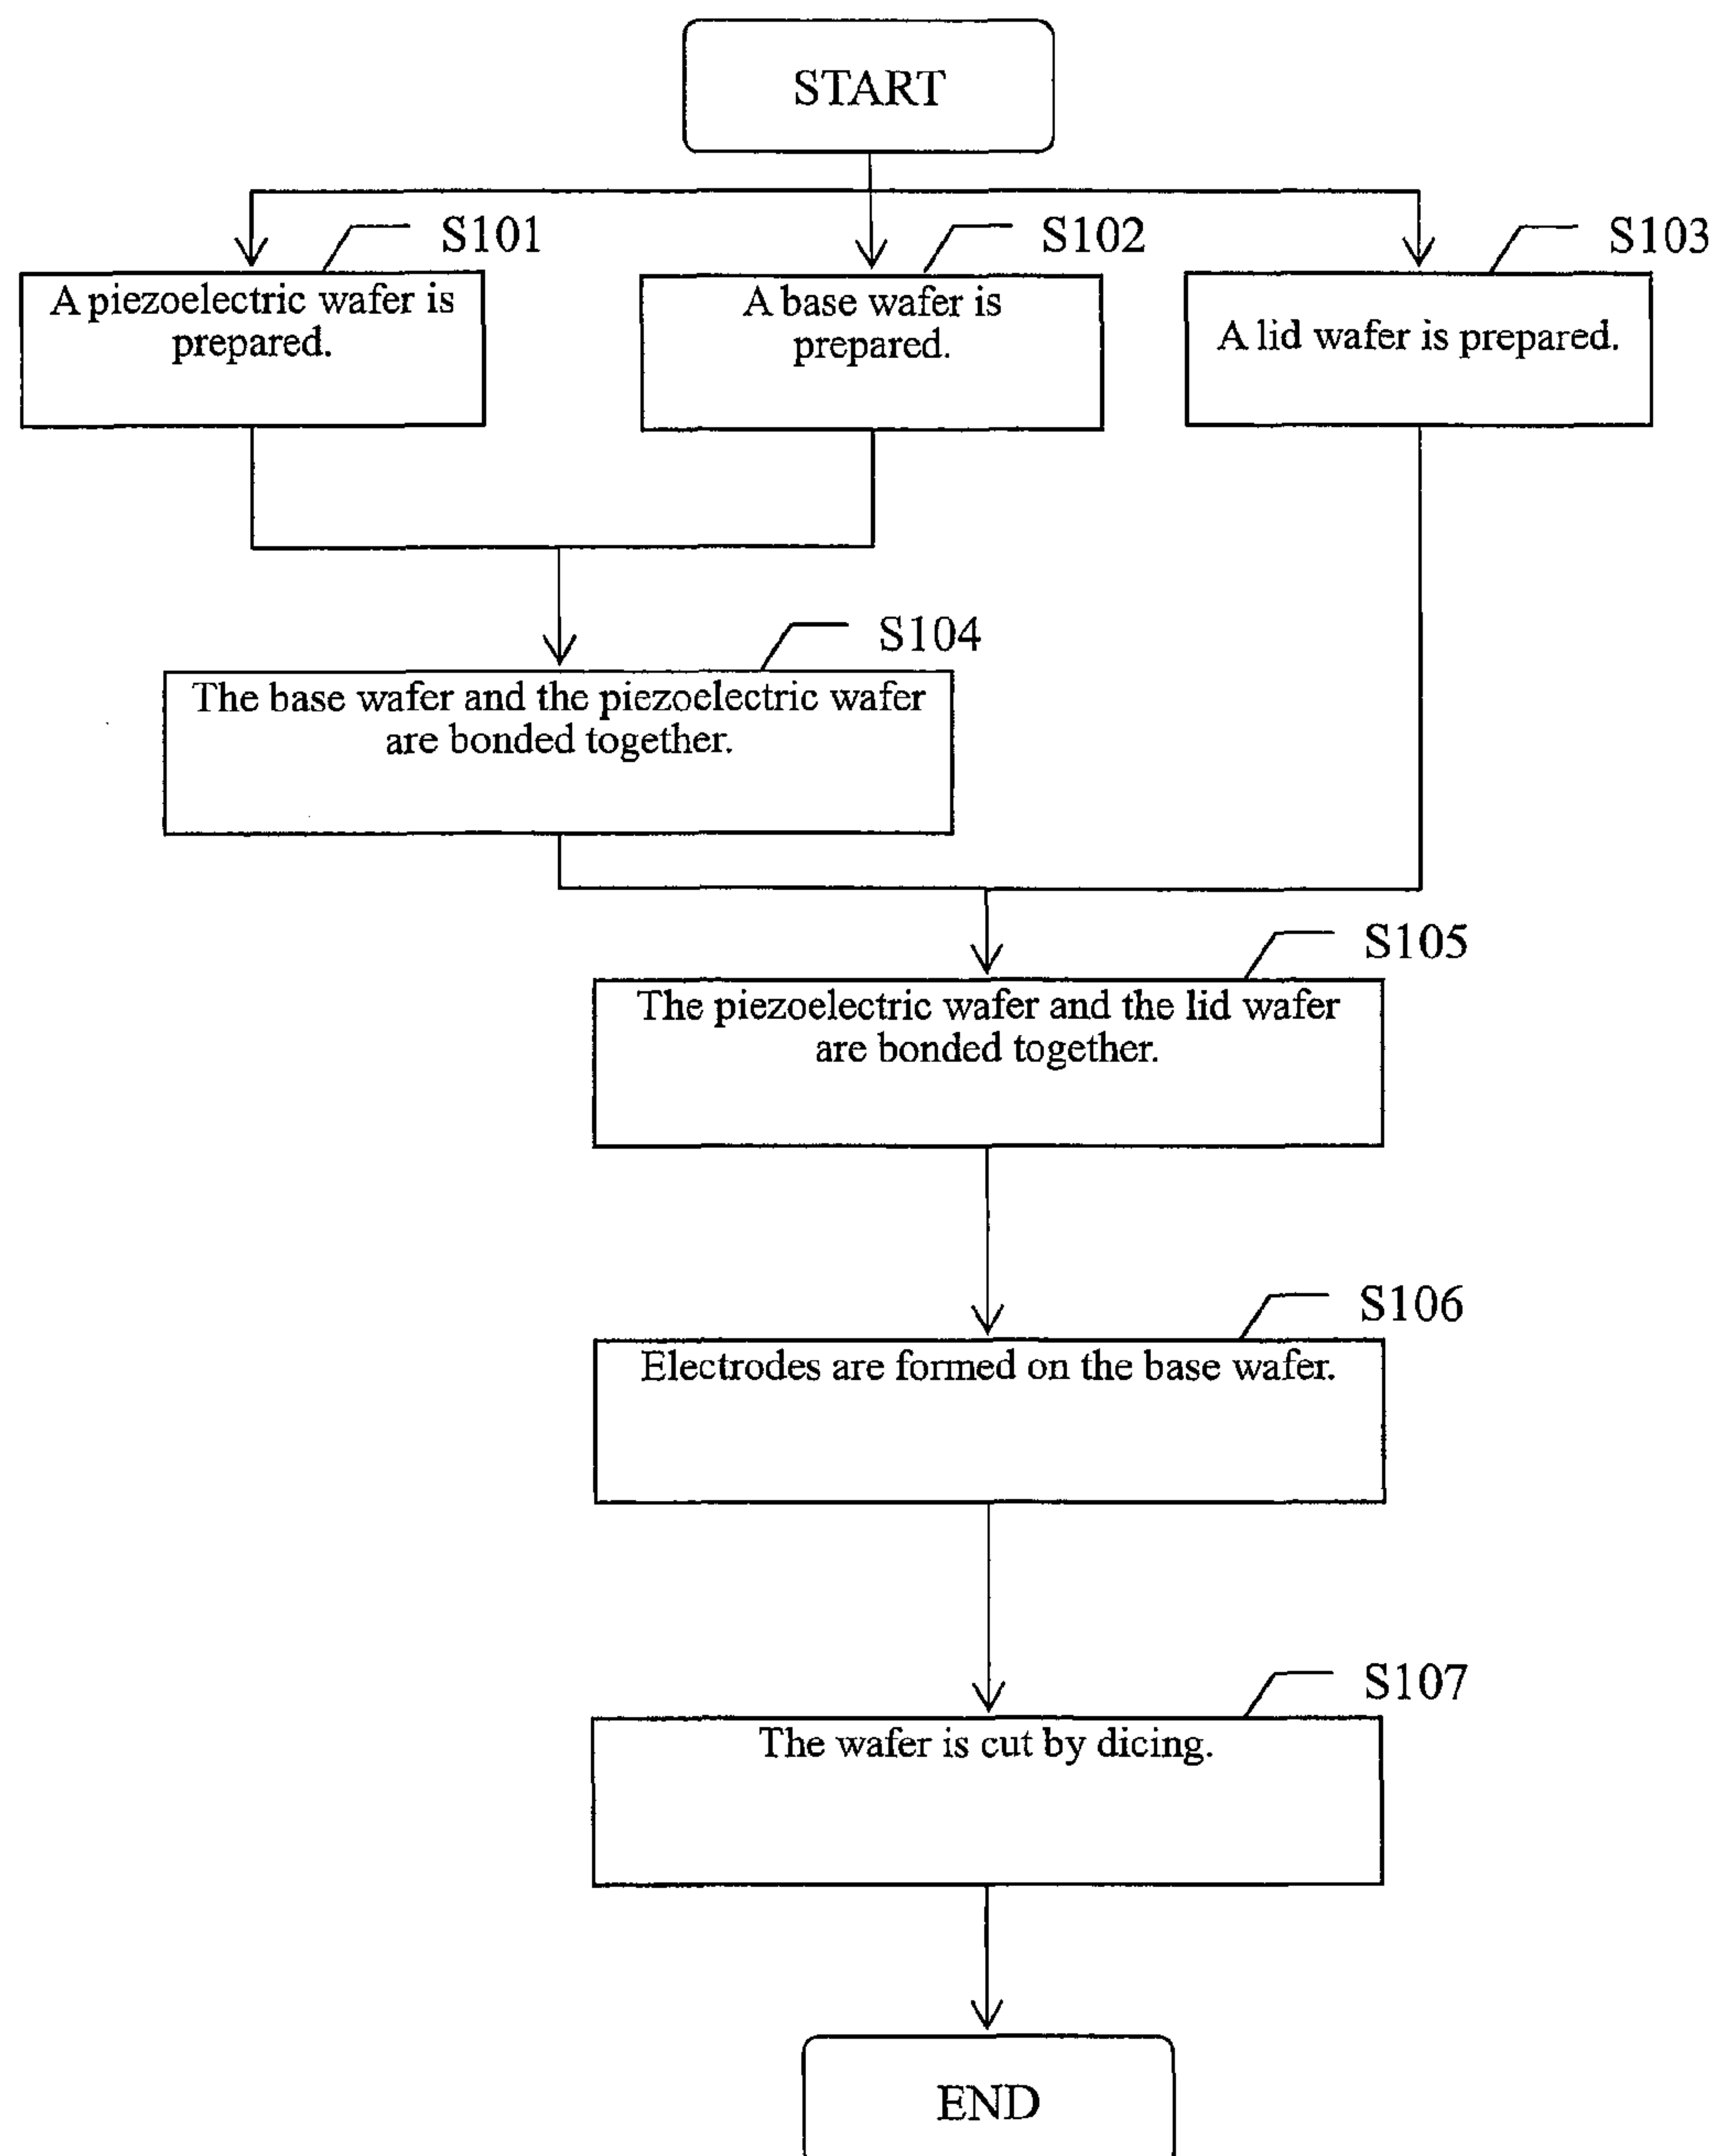 START
S101
S102
S103
A piezoelectric wafer is
prepared.
A base wafer is
prepared.
A lid wafer is prepared.
S104
The base wafer and the piezoelectric wafer
are bonded together.
S105
The piezoelectric wafer and the lid wafer
are bonded together.
S106
Electrodes are formed on the base wafer.
S107
The wafer is cut by dicing.
END